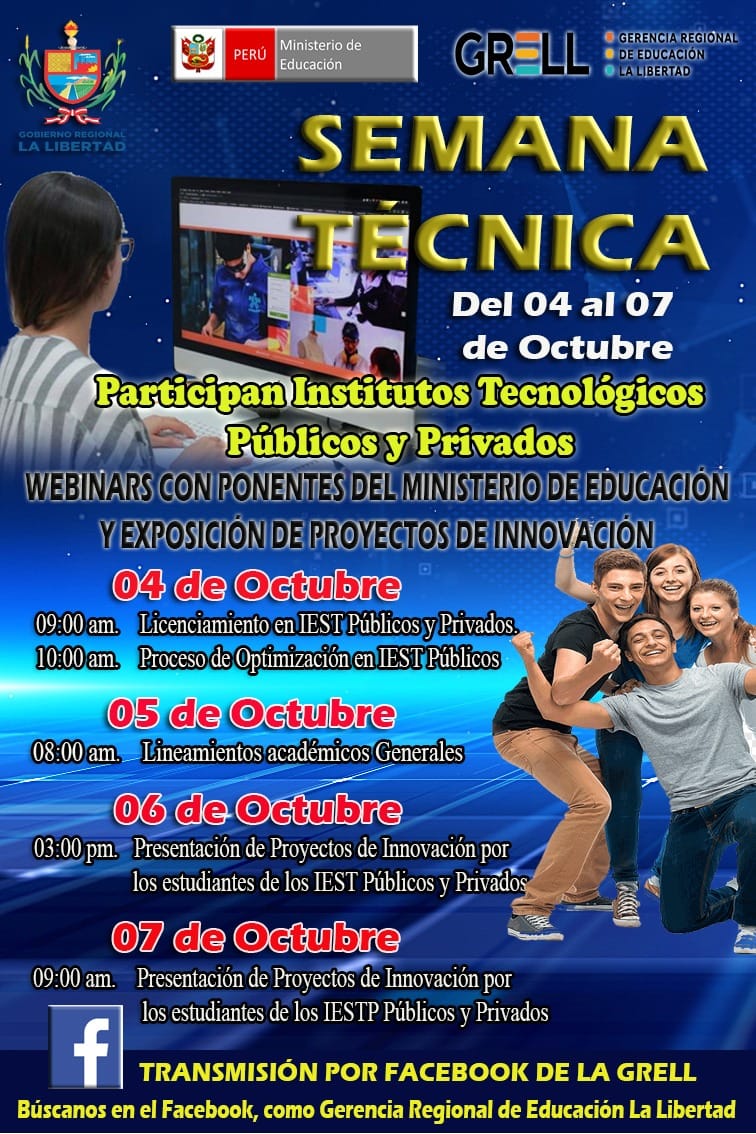 GOBIERNO REGIONAL
LA LIBERTAD
PERÚ
Ministerio de
Educación
GRELL
GERENCIA REGIONAL
DE EDUCACIÓN
LA LIBERTAD
SEMANA
TÉCNICA
Del 04 al 07
de Octubre
Participan Institutos Tecnológicos
Públicos y Privados
WEBINARS CON PONENTES DEL MINISTERIO DE EDUCACIÓN
Y EXPOSICIÓN DE PROYECTOS DE INNOVACIÓN
04 de Octubre
09:00 am. Licenciamiento en IEST Públicos y Privados.
10:00 am. Proceso de Optimización en IEST Públicos
05 de Octubre
08:00 am. Lineamientos académicos Generales
06 de Octubre
03:00 pm. Presentación de Proyectos de Innovación por
los estudiantes de los IEST Públicos y Privados
07 de Octubre
09:00 am. Presentación de Proyectos de Innovación por
los estudiantes de los IESTP Públicos y Privados
f
TRANSMISIÓN POR FACEBOOK DE LA GRELL
Búscanos en el Facebook, como Gerencia Regional de Educación La Libertad